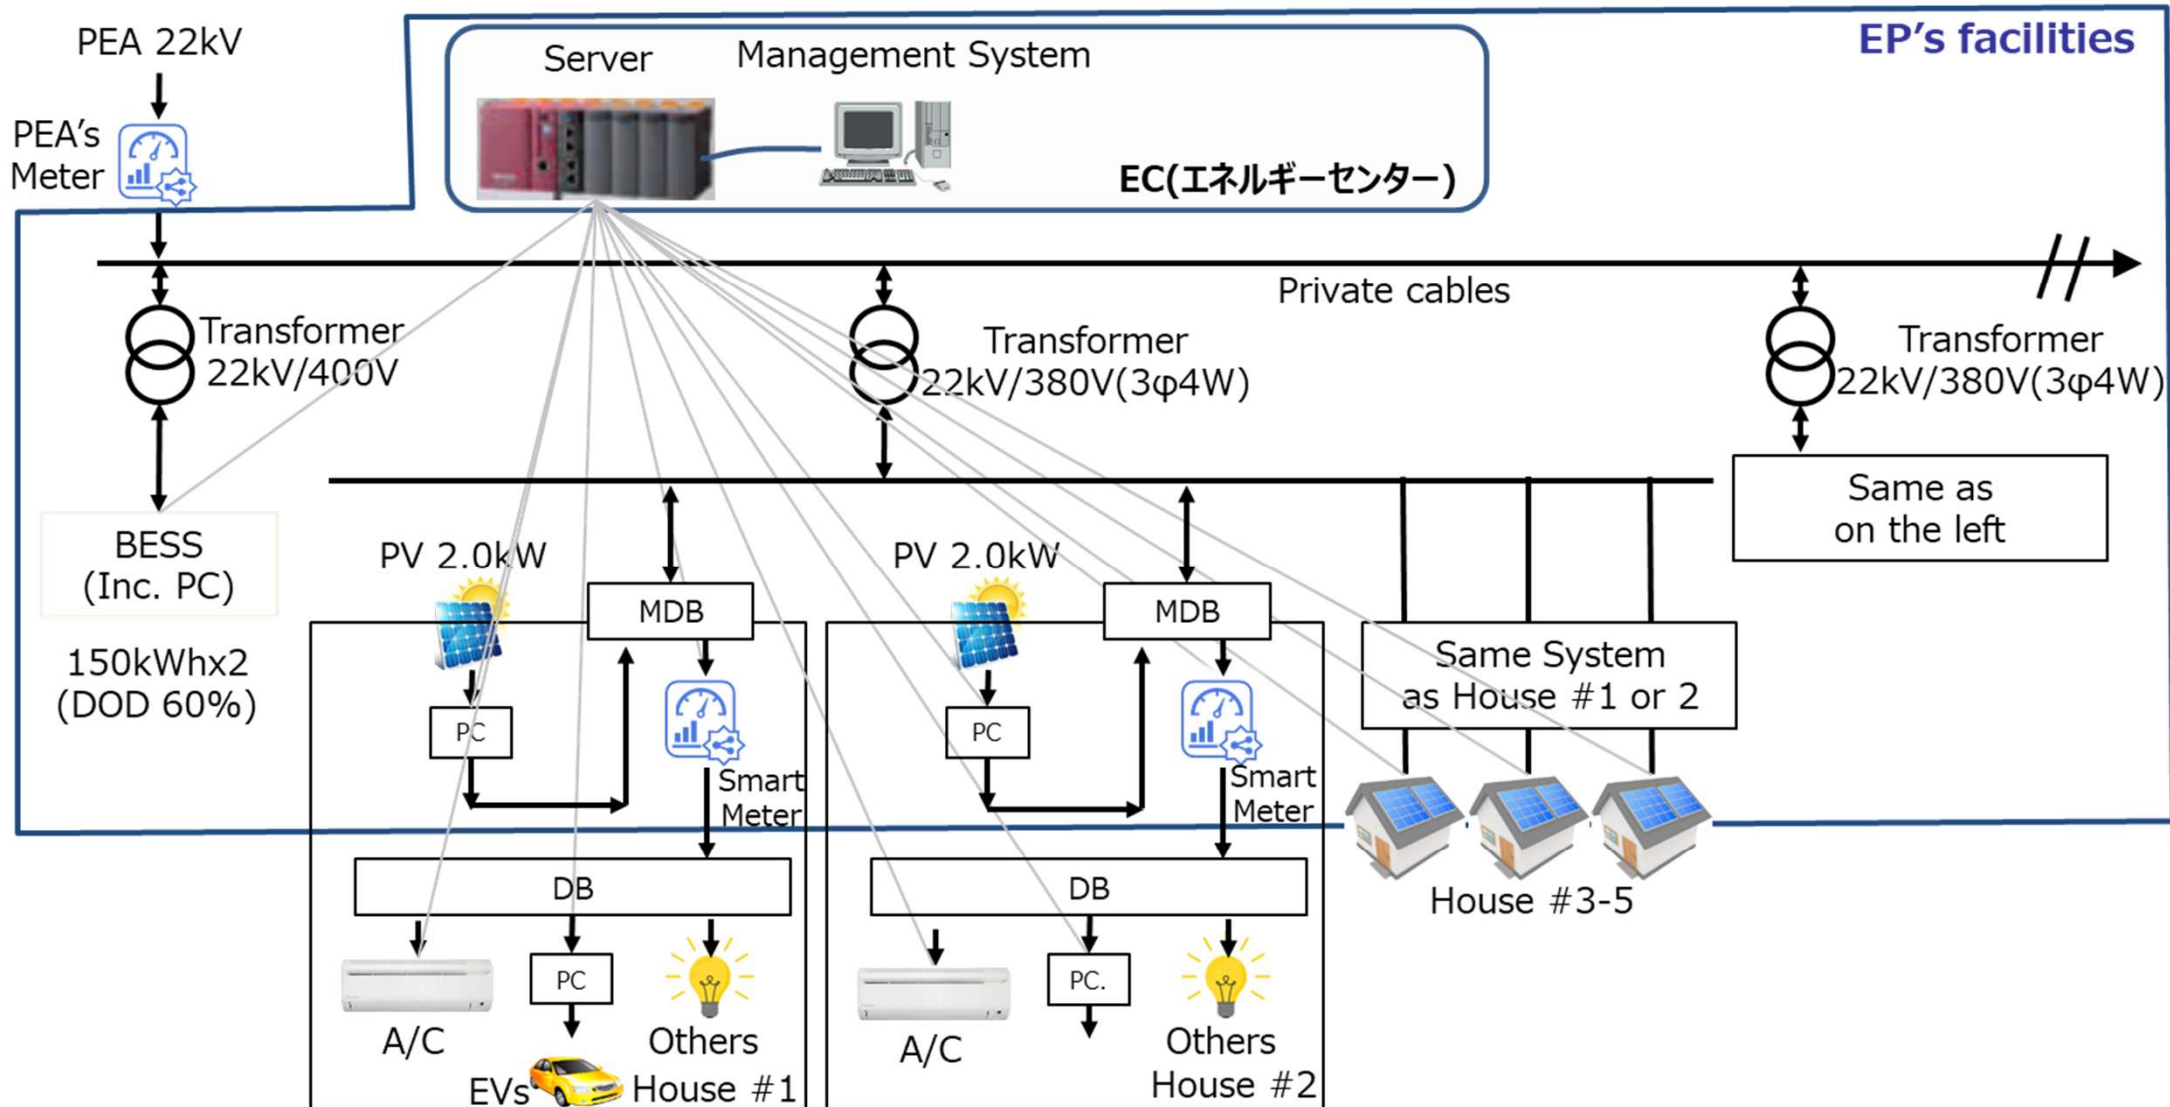 PEA 22kV
PEA's
Meter
Server
Management System
EC(エネルギーセンター)
EP's facilities
Private cables
Transformer
22kV/400V
Transformer
22kV/380V(3φ4W)
Transformer
22kV/380V(3φ4W)
Same as
on the left
BESS
(Inc. PC)
150kWhx2
(DOD 60%)
PV 2.0kW
MDB
PC
Smart
Meter
DB
A/C
PC
EVs
Others
House #1
PV 2.0kW
MDB
PC
Smart
Meter
DB
A/C
PC.
Others
House #2
Same System
as House #1 or 2
House #3-5